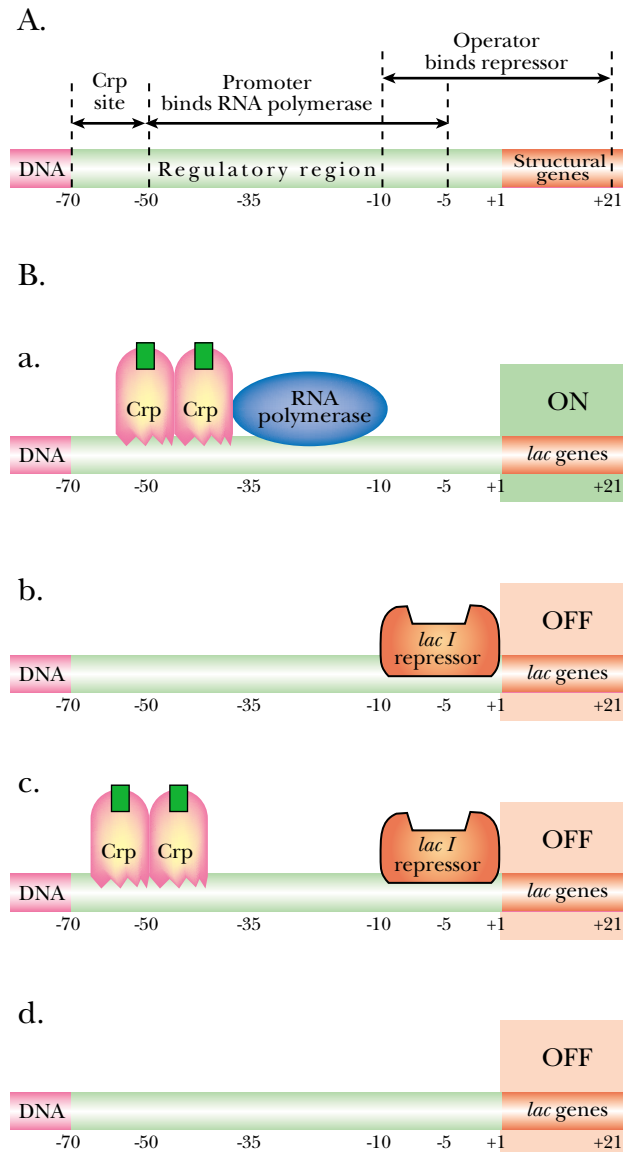 A.
Operator
binds repressor
Crp
site
Promoter
binds RNA polymerase
DNA
Regulatory region
Structural
genes
-70 -50 -35 -10 -5 +1 +21
B.
a.
Crp Crp
RNA
polymerase
ON
DNA
lac genes
-70 -50 -35 -10 -5 +1 +21
b.
lac I
repressor
OFF
DNA
lac genes
-70 -50 -35 -10 -5 +1 +21
c.
Crp Crp
lac I
repressor
OFF
DNA
lac genes
-70 -50 -35 -10 -5 +1 +21
d.
OFF
DNA
lac genes
-70 -50 -35 -10 -5 +1 +21